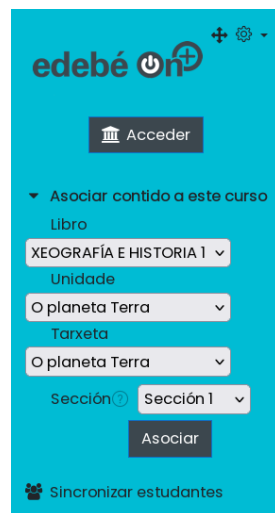 edebé On+
Acceder
Asociar contido a este curso
Libro
XEOGRAFÍA E HISTORIA 1
Unidade
O planeta Terra
Tarxeta
O planeta Terra
Sección ? Sección 1
Asociar
Sincronizar estudantes